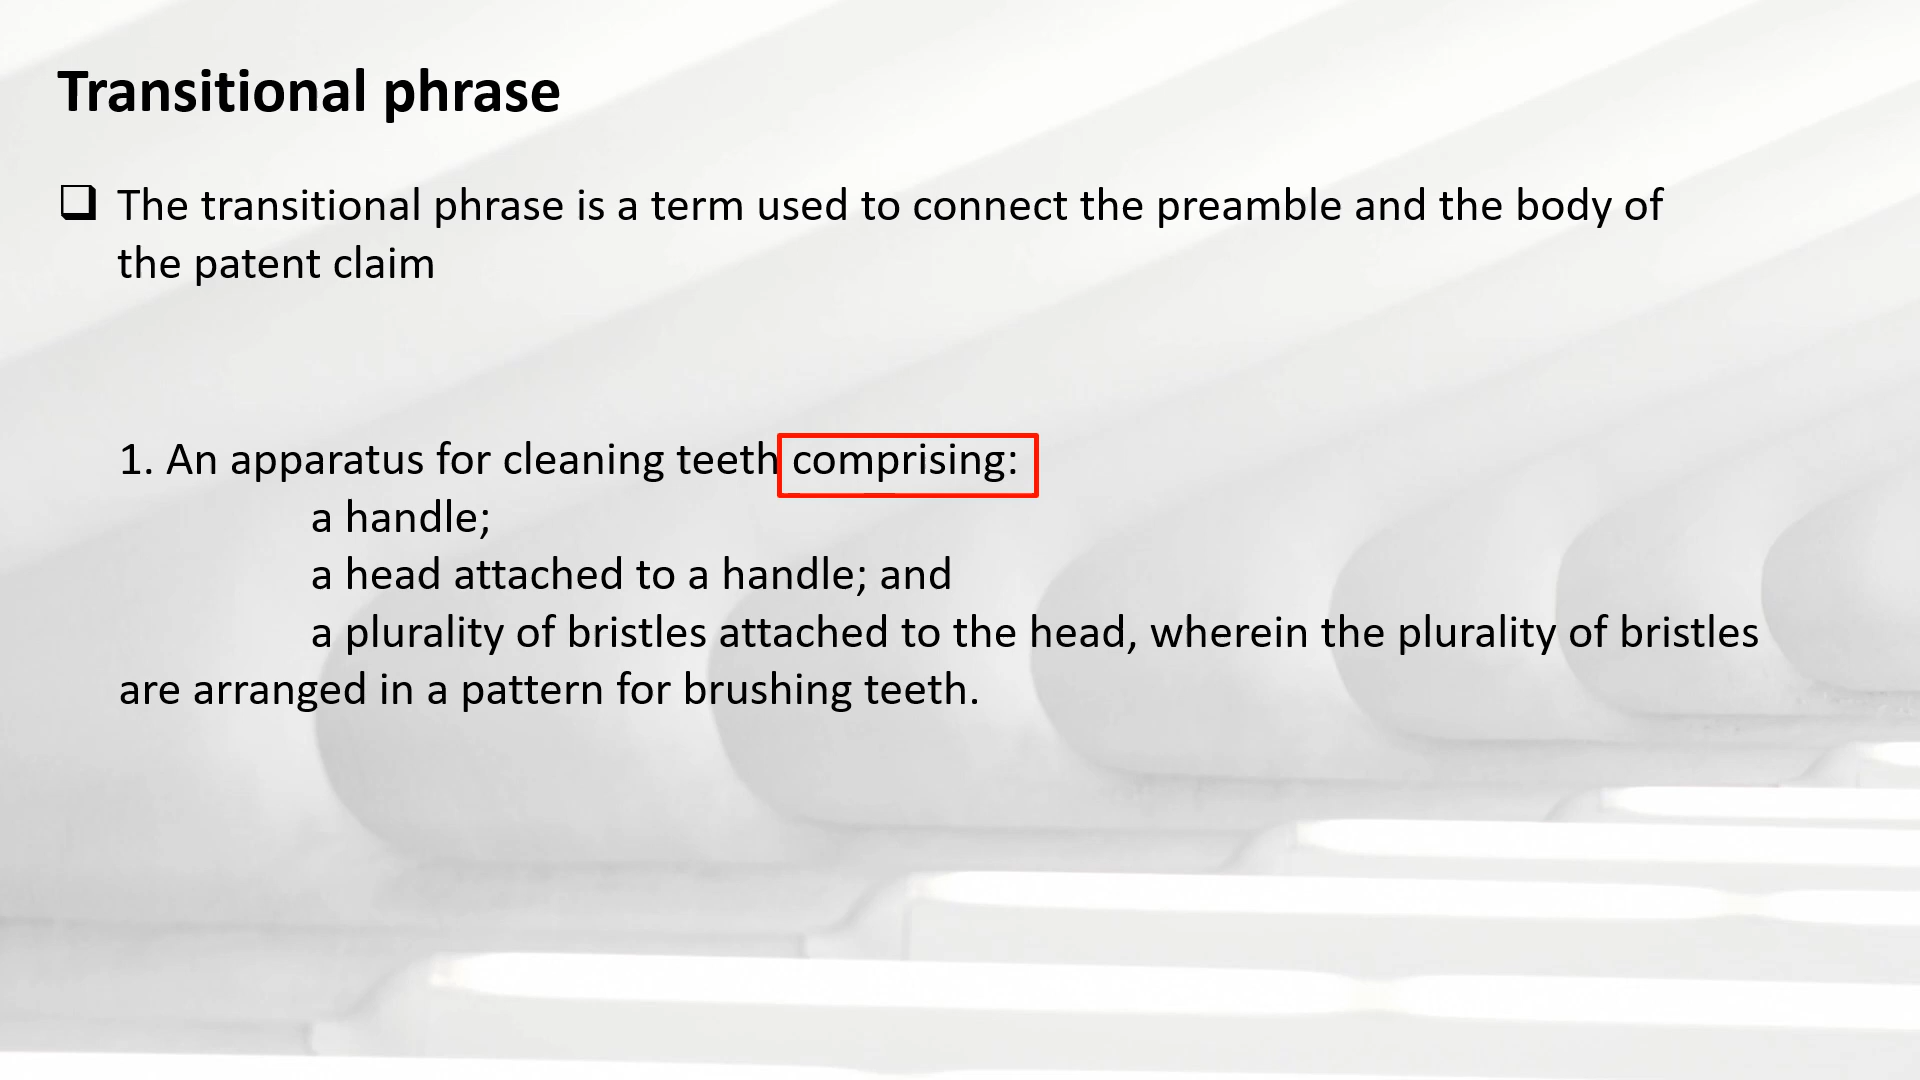 Transitional phrase
❑ The transitional phrase is a term used to connect the preamble and the body of
the patent claim
1. An apparatus for cleaning teeth comprising:
a handle;
a head attached to a handle; and
a plurality of bristles attached to the head, wherein the plurality of bristles
are arranged in a pattern for brushing teeth.